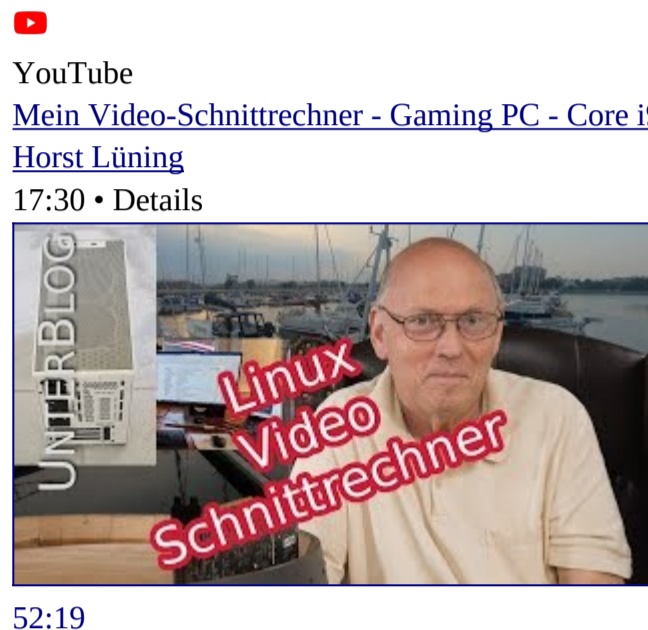 YouTube
Mein Video-Schnittrechner - Gaming PC - Core
Horst Lüning
17:30 • Details
UNTERBLOG
Linux
Video
Schnittrechner
52:19